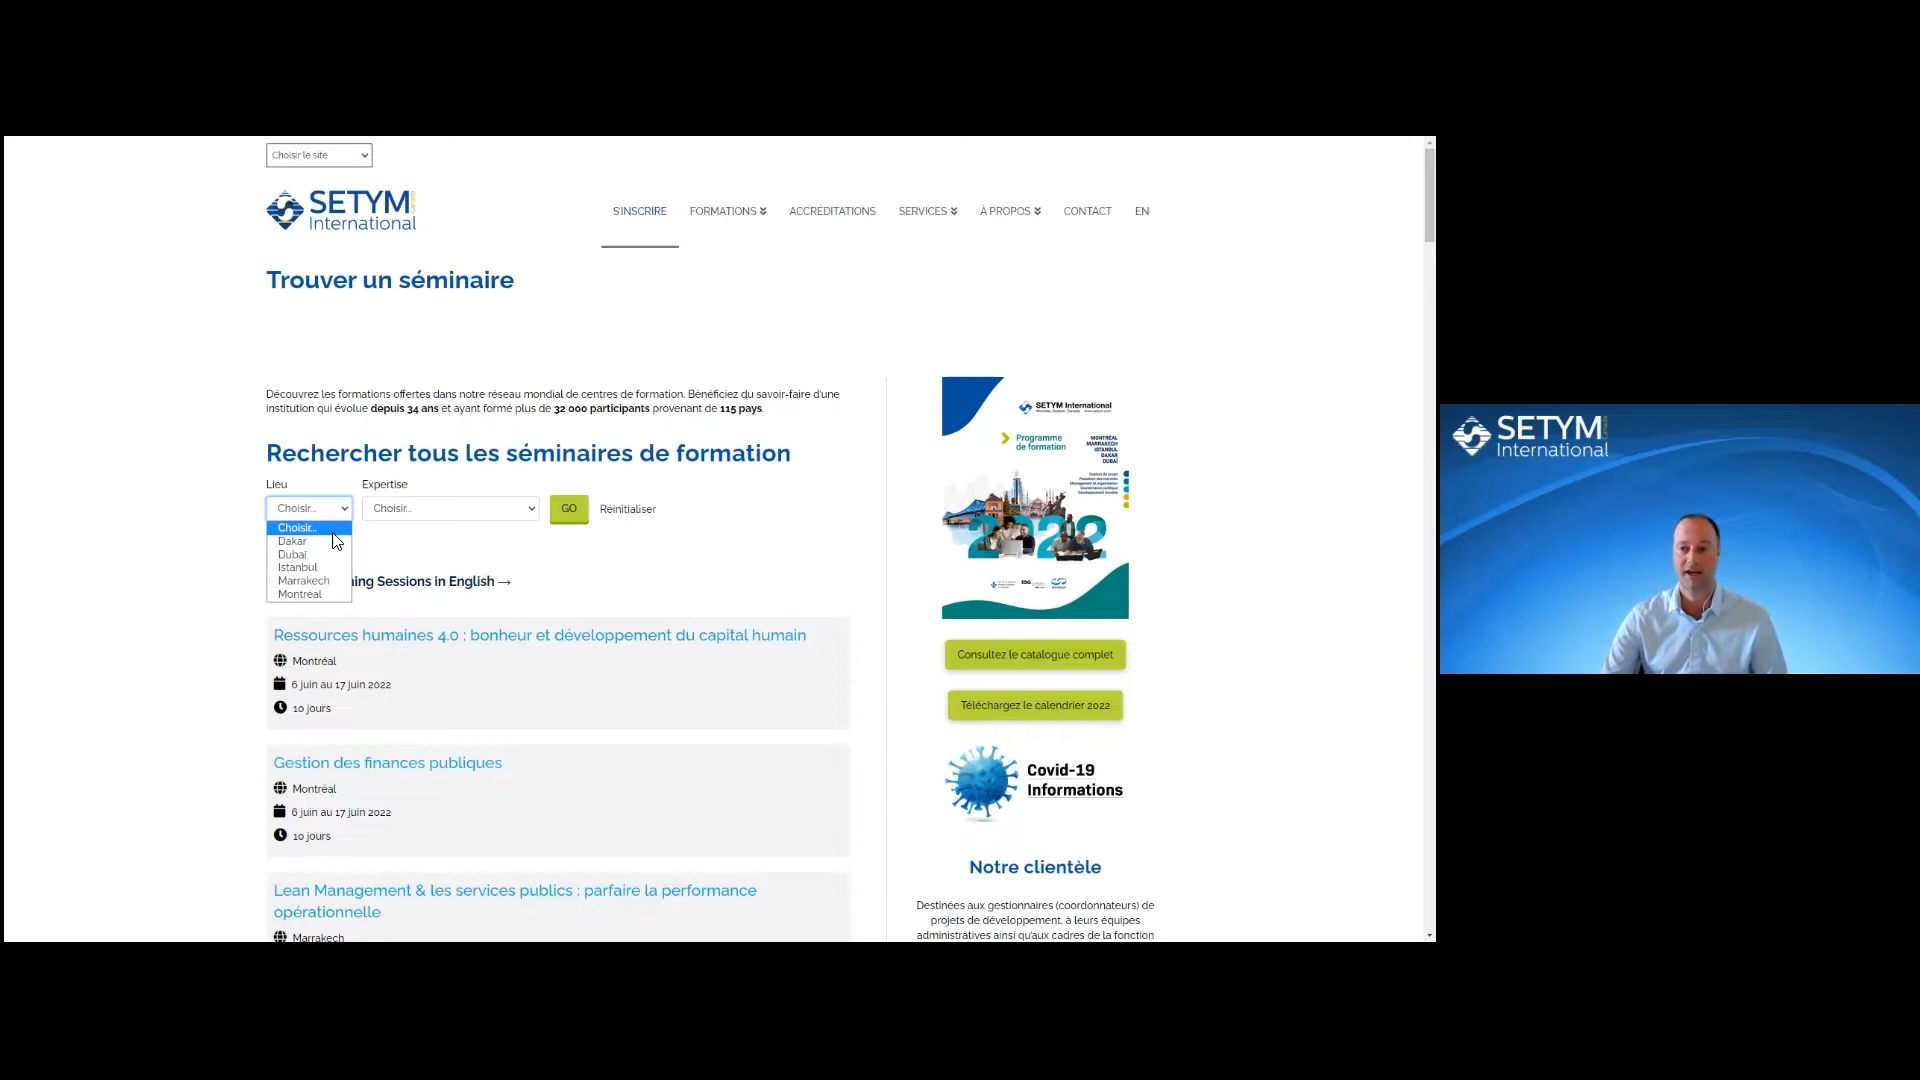 Choisir le site
SETYM
International
Canada
S'INSCRIRE
FORMATIONS
ACCRÉDITATIONS
SERVICES
À PROPOS
CONTACT
EN
Trouver un séminaire
Découvrez les formations offertes dans notre réseau mondial de centres de formation. Bénéficiez du savoir-faire d'une
institution qui évolue depuis 34 ans et ayant formé plus de 32 000 participants provenant de 115 pays.
Rechercher tous les séminaires de formation
Lieu
Expertise
Choisir...
Choisir...
GO
Réinitialiser
Choisir...
Dakar
Dubaï
Istanbul
Marrakech
Montréal
ing Sessions in English →
Ressources humaines 4.0 : bonheur et développement du capital humain
Montréal
6 juin au 17 juin 2022
10 jours
Gestion des finances publiques
Montréal
6 juin au 17 juin 2022
10 jours
Lean Management & les services publics : parfaire la performance
opérationnelle
Marrakech
SETYM International
Programme
de formation
MONTRÉAL
MARRAKECH
ISTANBUL
DAKAR
DUBAÏ
2022
Consultez le catalogue complet
Téléchargez le calendrier 2022
Covid-19
Informations
Notre clientèle
Destinées aux gestionnaires (coordonnateurs) de
projets de développement, à leurs équipes
administratives ainsi qu'aux cadres de la fonction
SETYM
International